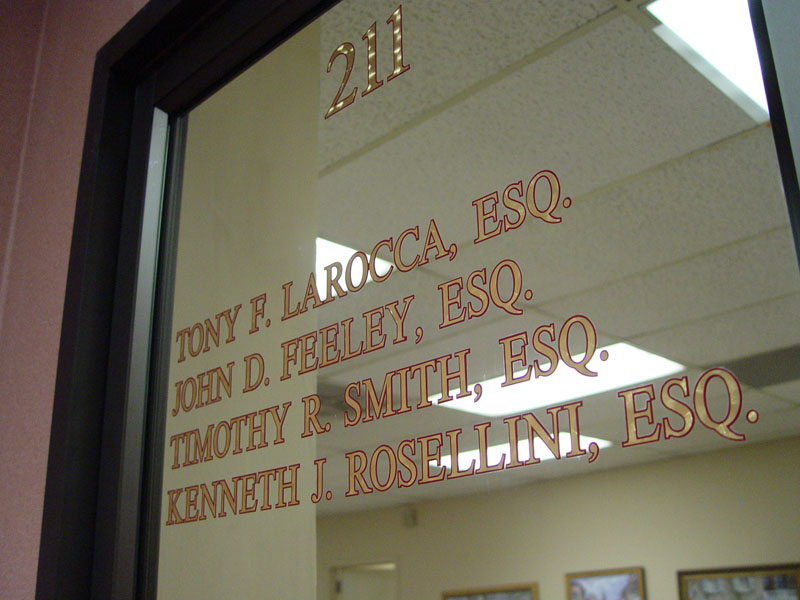 211
TONY F. LAROCCA, ESQ.
JOHN D. FEELEY, ESQ.
TIMOTHY R. SMITH, ESQ.
KENNETH J. ROSELLINI, ESQ.